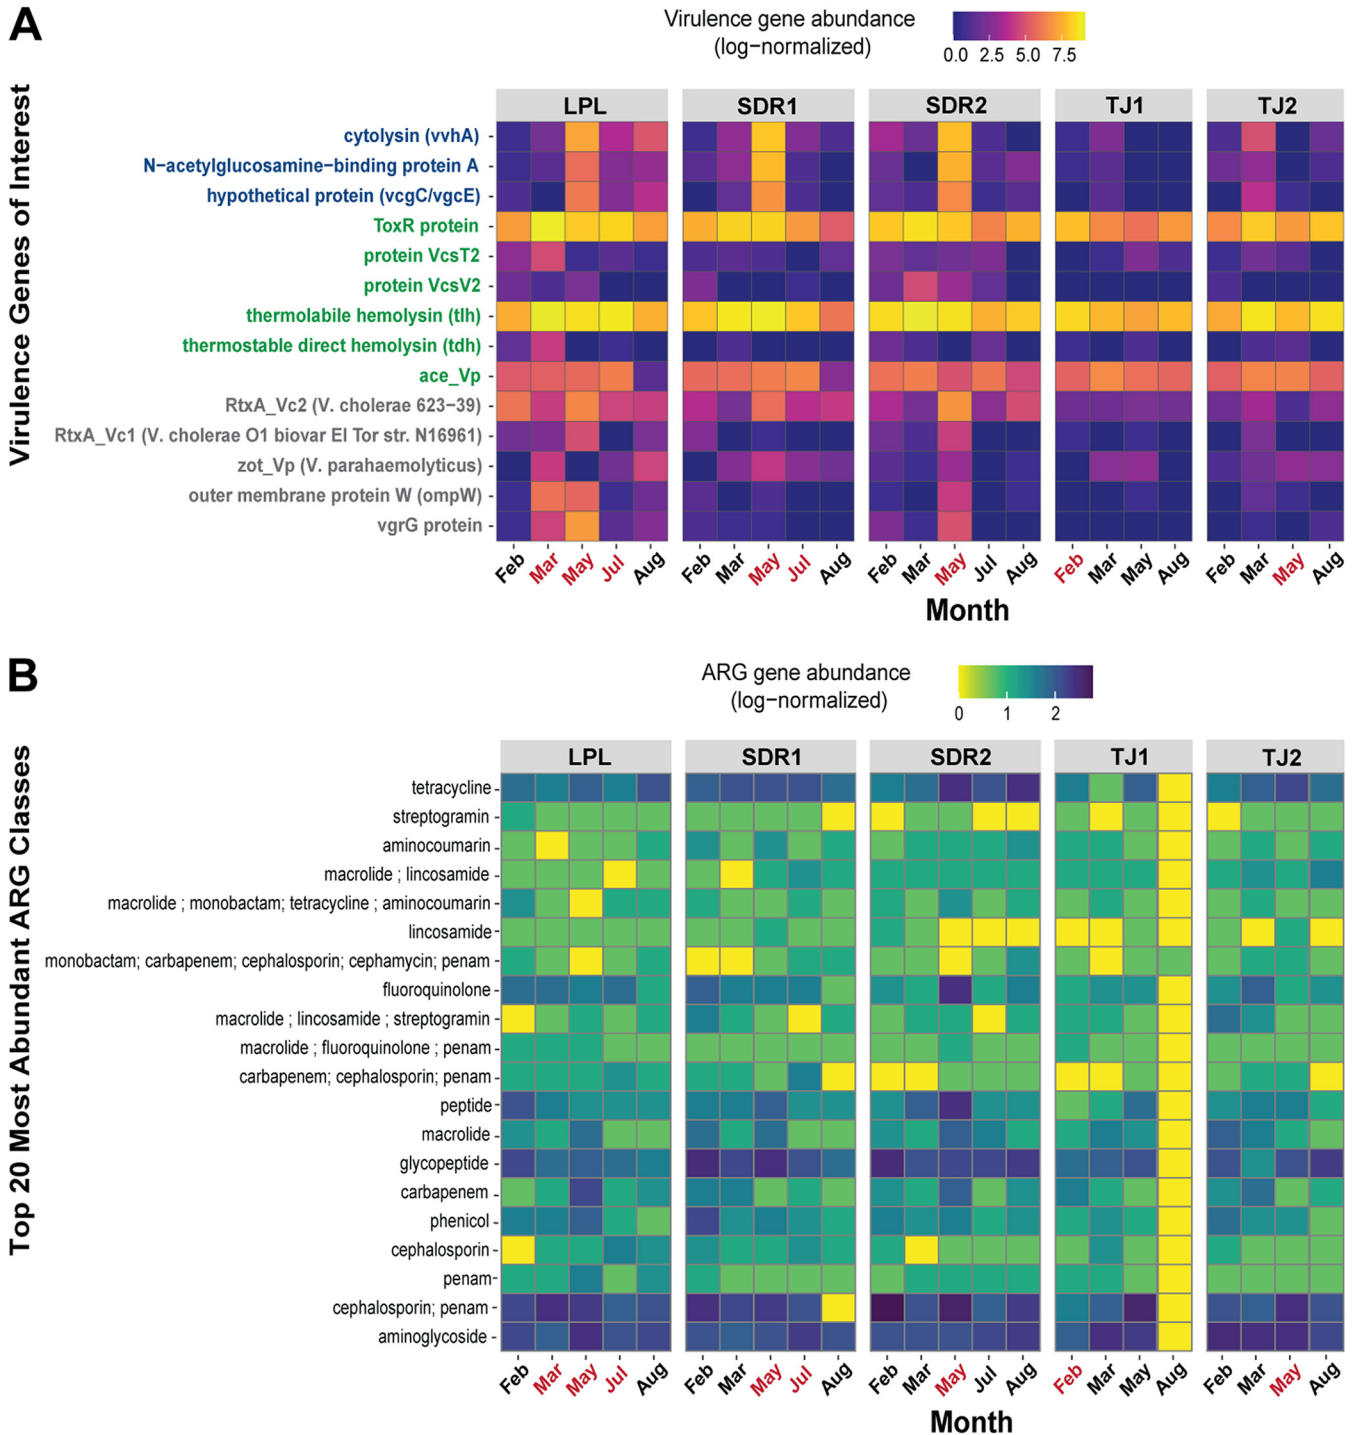 A
Virulence gene abundance
(log−normalized)
0.0 2.5 5.0 7.5
Virulence Genes of Interest
LPL SDR1 SDR2 TJ1 TJ2
cytolysin (vvhA)
N−acetylglucosamine−binding protein A
hypothetical protein (vcgC/vgcE)
ToxR protein
protein VcsT2
protein VcsV2
thermolabile hemolysin (tlh)
thermostable direct hemolysin (tdh)
ace_Vp
RtxA_Vc2 (V. cholerae 623−39)
RtxA_Vc1 (V. cholerae O1 biovar El Tor str. N16961)
zot_Vp (V. parahaemolyticus)
outer membrane protein W (ompW)
vgrG protein
Feb Mar May Jul Aug Feb Mar May Jul Aug Feb Mar May Jul Aug Feb Mar May Aug Feb Mar May Aug
Month
B
ARG gene abundance
(log−normalized)
0 1 2
Top 20 Most Abundant ARG Classes
LPL SDR1 SDR2 TJ1 TJ2
tetracycline
streptogramin
aminocoumarin
macrolide ; lincosamide
macrolide ; monobactam; tetracycline ; aminocoumarin
lincosamide
monobactam; carbapenem; cephalosporin; cephamycin; penam
fluoroquinolone
macrolide ; lincosamide ; streptogramin
macrolide ; fluoroquinolone ; penam
carbapenem; cephalosporin; penam
peptide
macrolide
glycopeptide
carbapenem
phenicol
cephalosporin
penam
cephalosporin; penam
aminoglycoside
Feb Mar May Jul Aug Feb Mar May Jul Aug Feb Mar May Jul Aug Feb Mar May Aug Feb Mar May Aug
Month